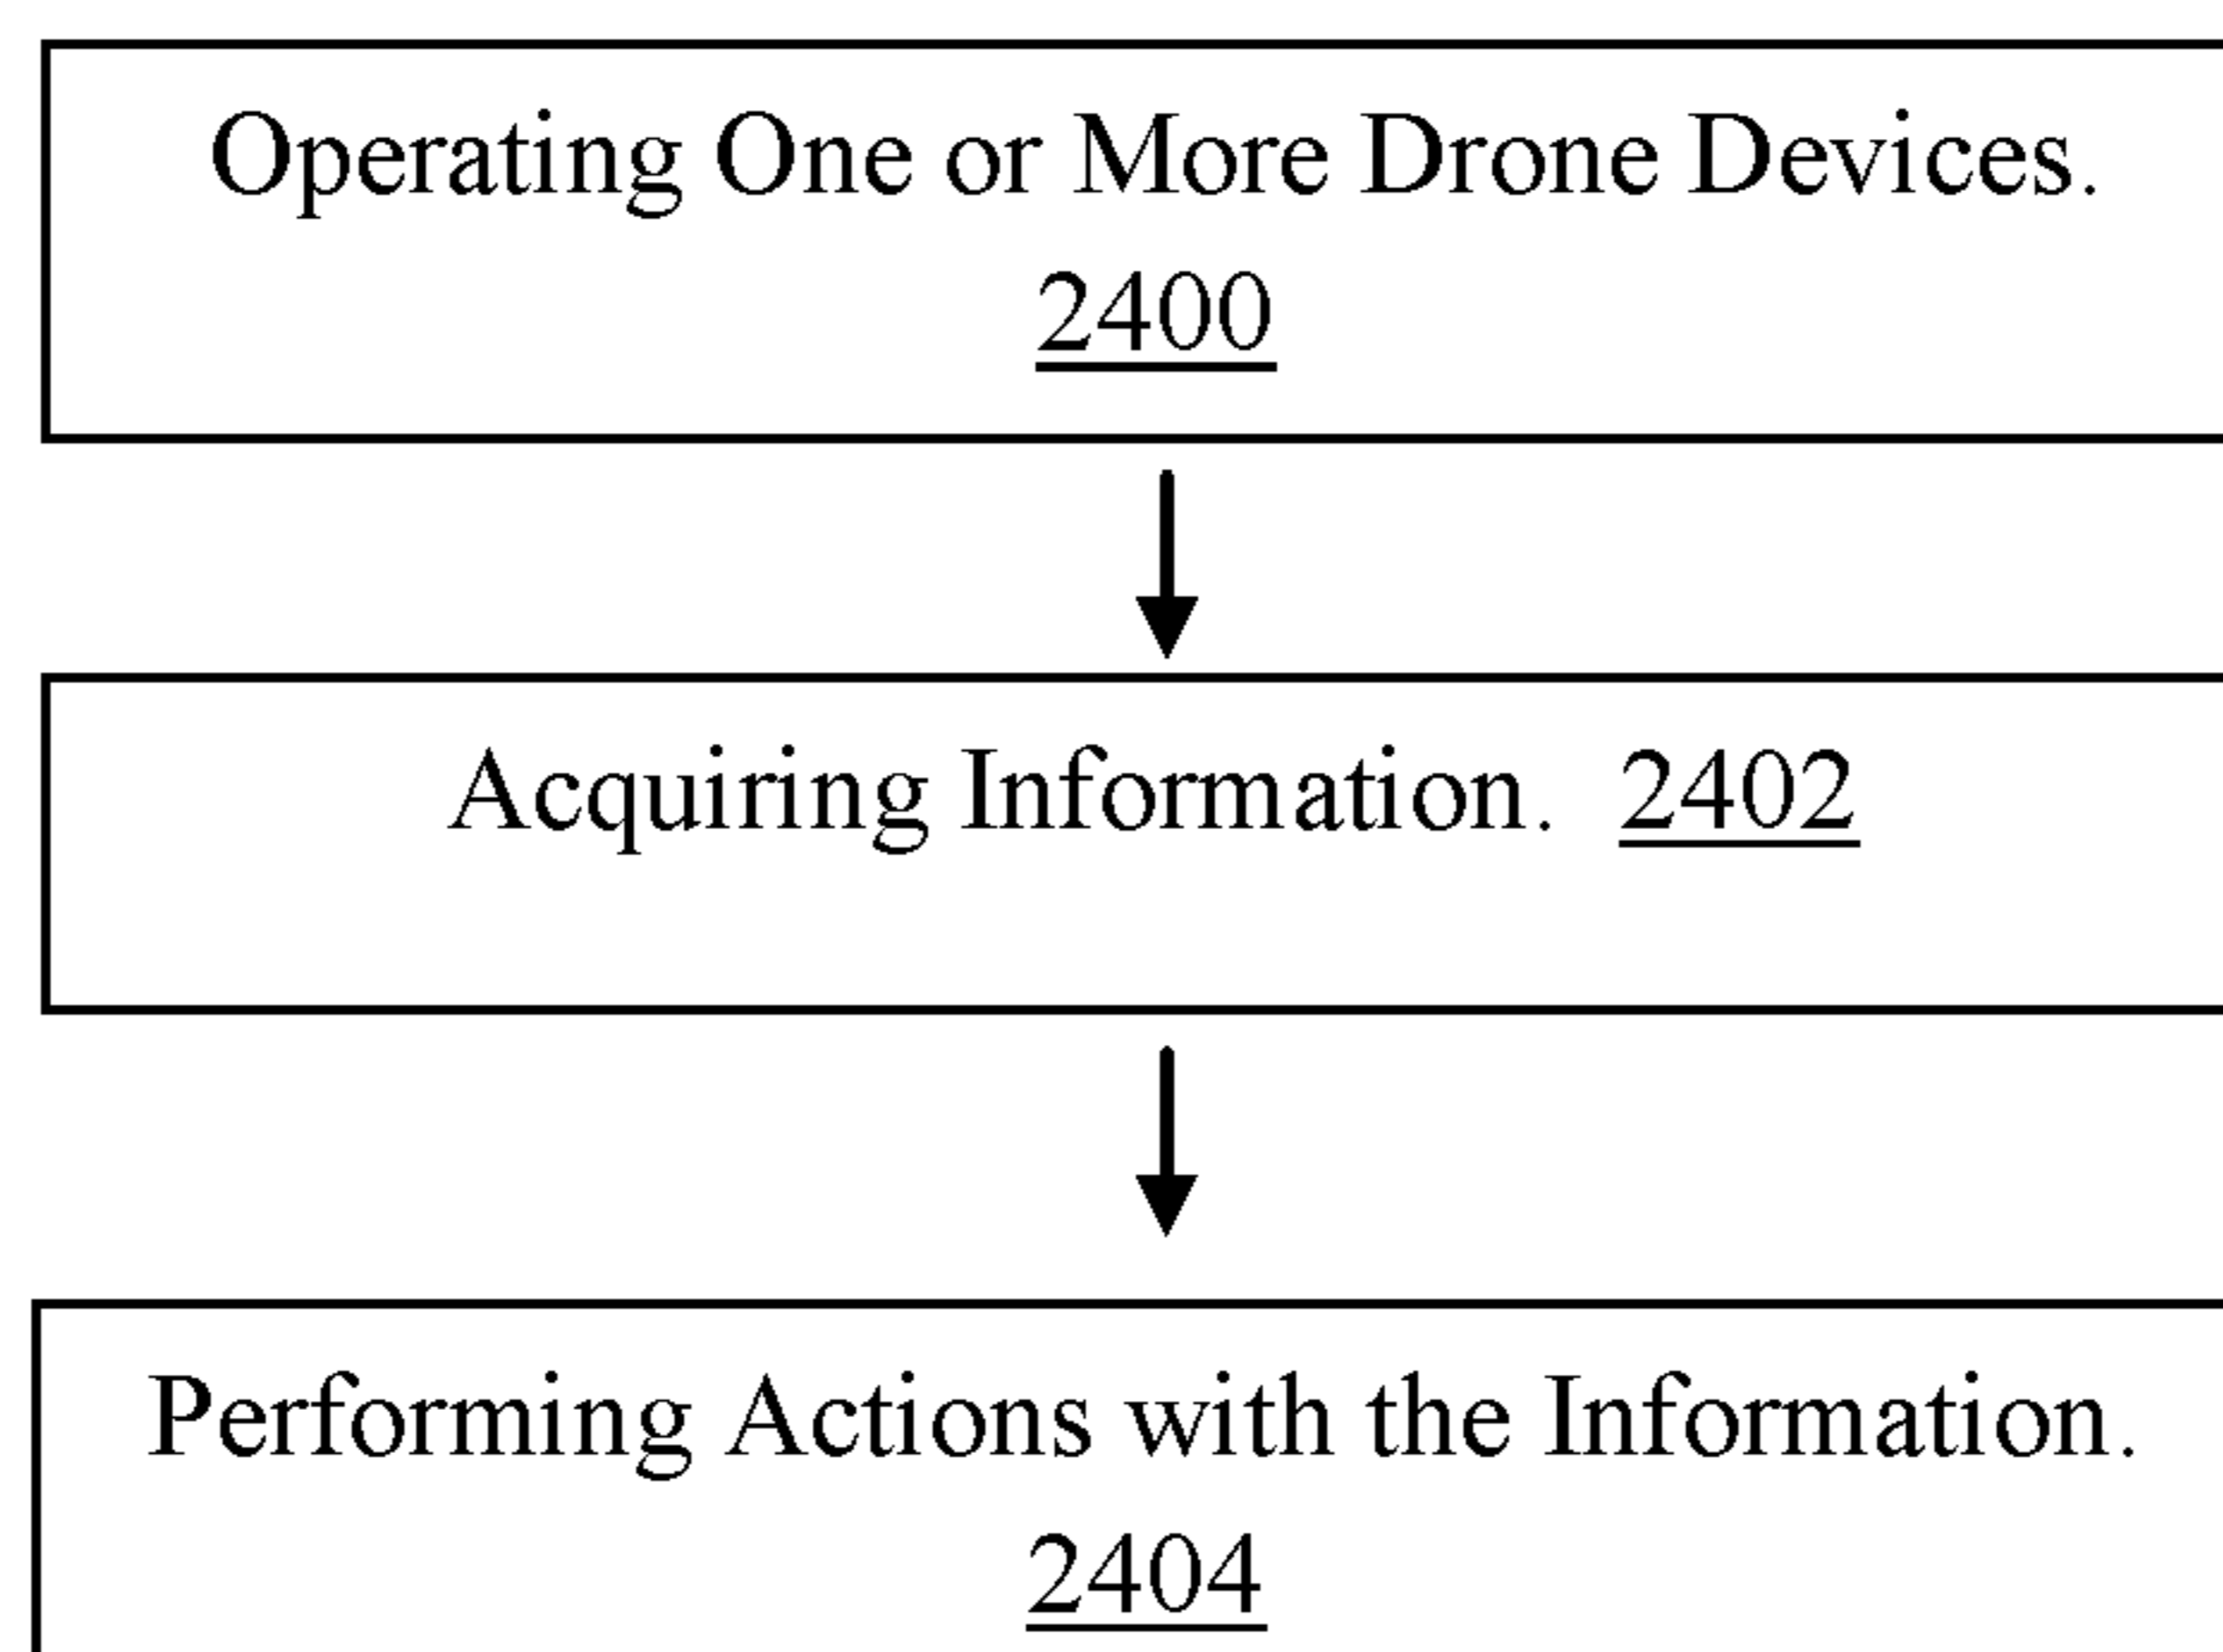 Operating One or More Drone Devices.
2400
Acquiring Information. 2402
Performing Actions with the Information.
2404